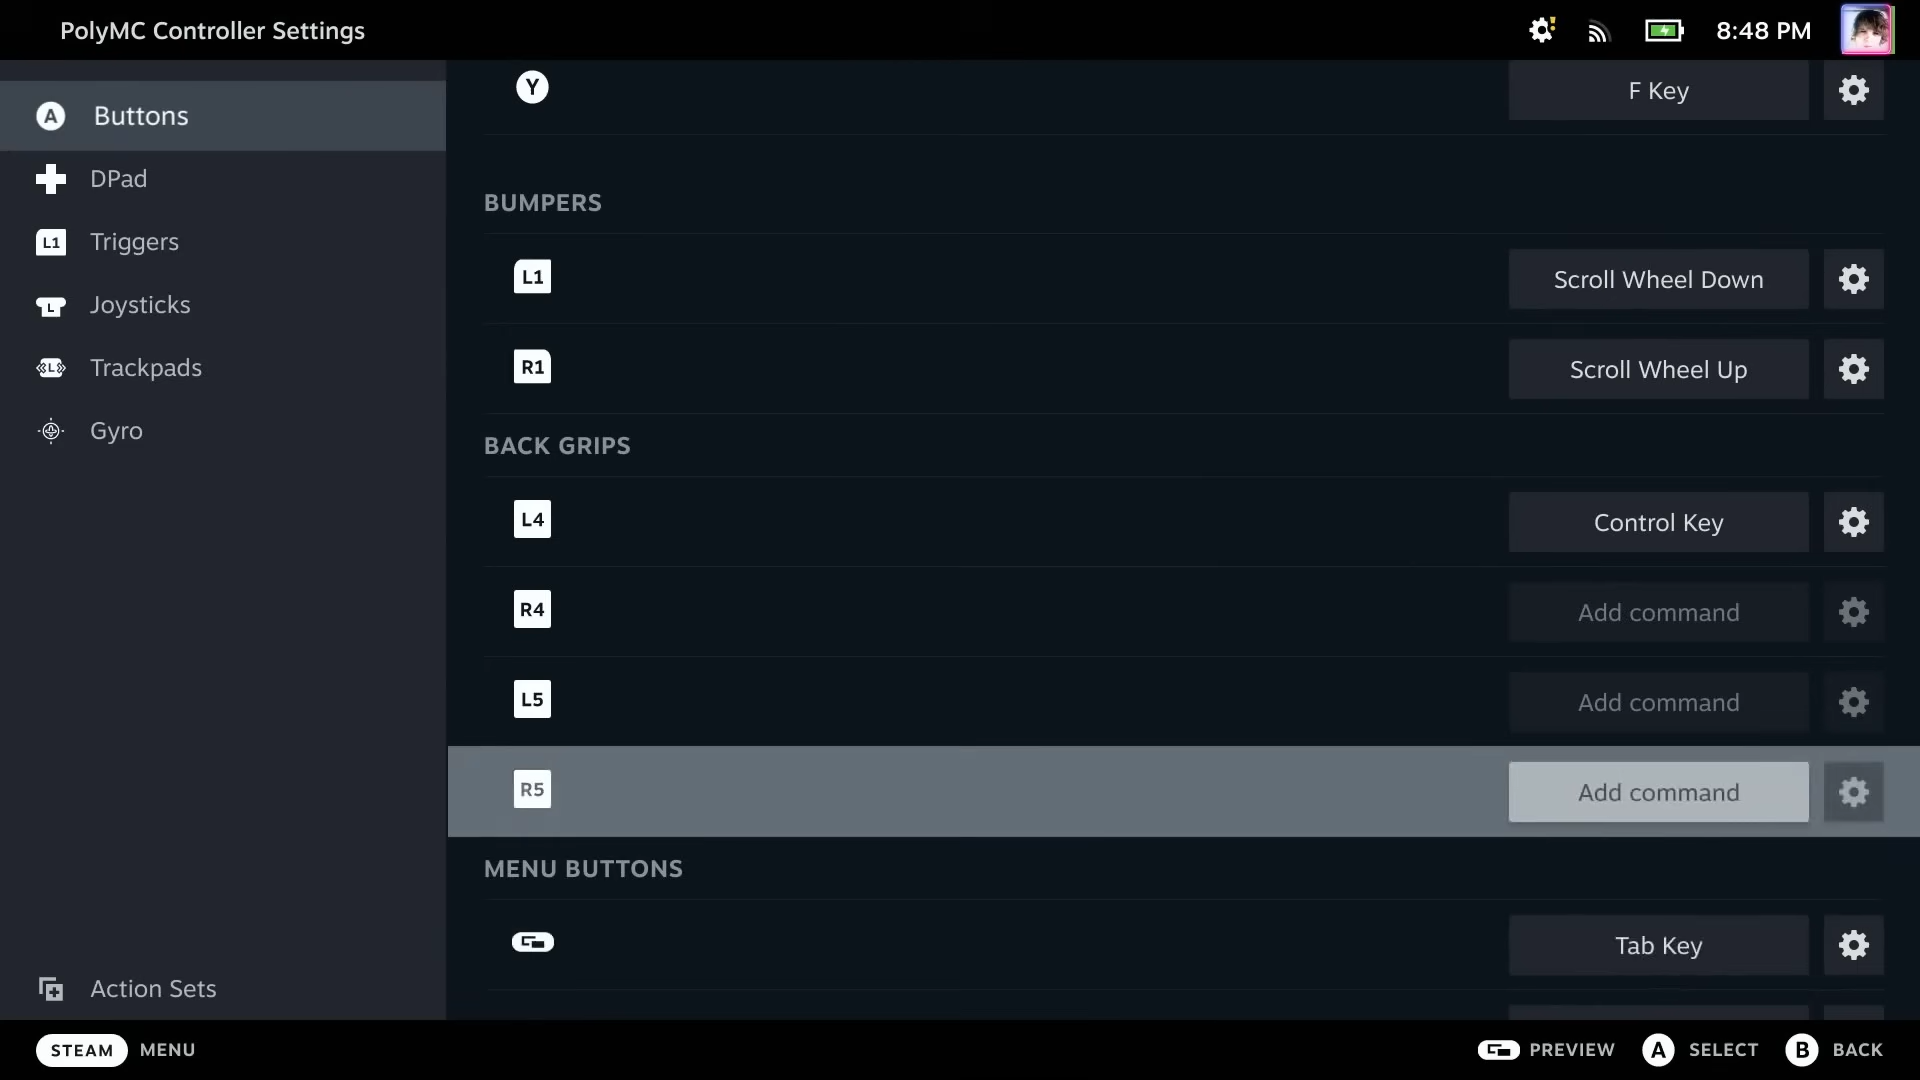 PolyMC Controller Settings
8:48 PM
A Buttons
DPad
L1 Triggers
L Joysticks
L Trackpads
Gyro
Action Sets
Y F Key
BUMPERS
L1 Scroll Wheel Down
R1 Scroll Wheel Up
BACK GRIPS
L4 Control Key
R4 Add command
L5 Add command
R5 Add command
MENU BUTTONS
Tab Key
STEAM MENU
PREVIEW A SELECT B BACK